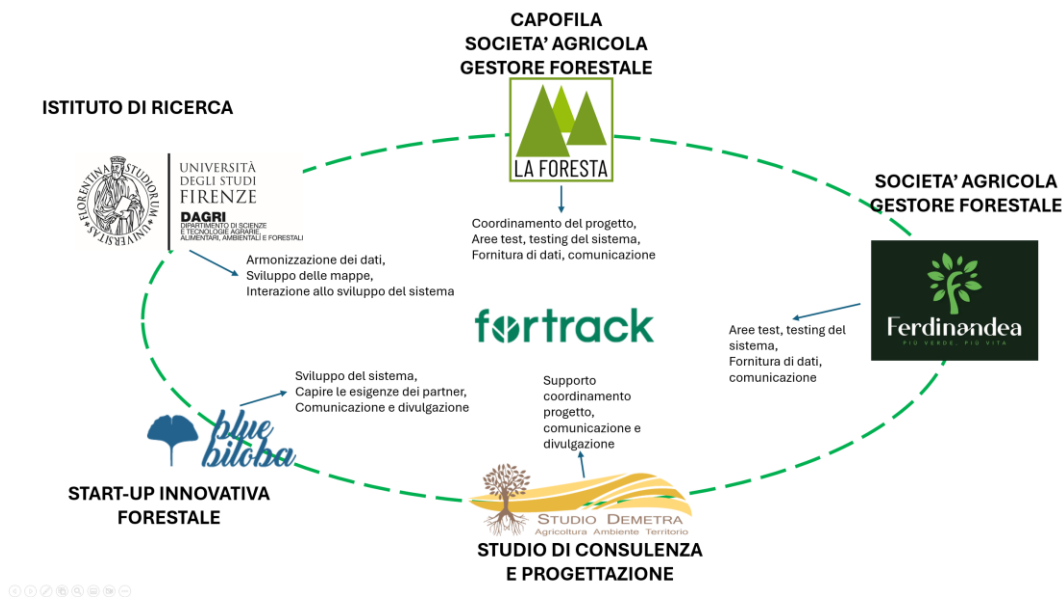 CAPOFILA
SOCIETA’ AGRICOLA
GESTORE FORESTALE
LA FORESTA
Coordinamento del progetto,
Aree test, testing del sistema,
Fornitura di dati, comunicazione
ISTITUTO DI RICERCA
FLORENTINA STUDIORUM UNIVERSITAS
UNIVERSITÀ
DEGLI STUDI
FIRENZE
DAGRI
DIPARTIMENTO DI SCIENZE
E TECNOLOGIE AGRARIE,
ALIMENTARI, AMBIENTALI E FORESTALI
Armonizzazione dei dati,
Sviluppo delle mappe,
Interazione allo sviluppo del sistema
SOCIETA’ AGRICOLA
GESTORE FORESTALE
Ferdinandea
PIÙ VERDE, PIÙ VITA
Aree test, testing del
sistema,
Fornitura di dati,
comunicazione
fortrack
Sviluppo del sistema,
Capire le esigenze dei partner,
Comunicazione e divulgazione
blue
biloba
START-UP INNOVATIVA
FORESTALE
Supporto
coordinamento
progetto,
comunicazione e
divulgazione
STUDIO DEMETRA
Agricoltura Ambiente Territorio
STUDIO DI CONSULENZA
E PROGETTAZIONE